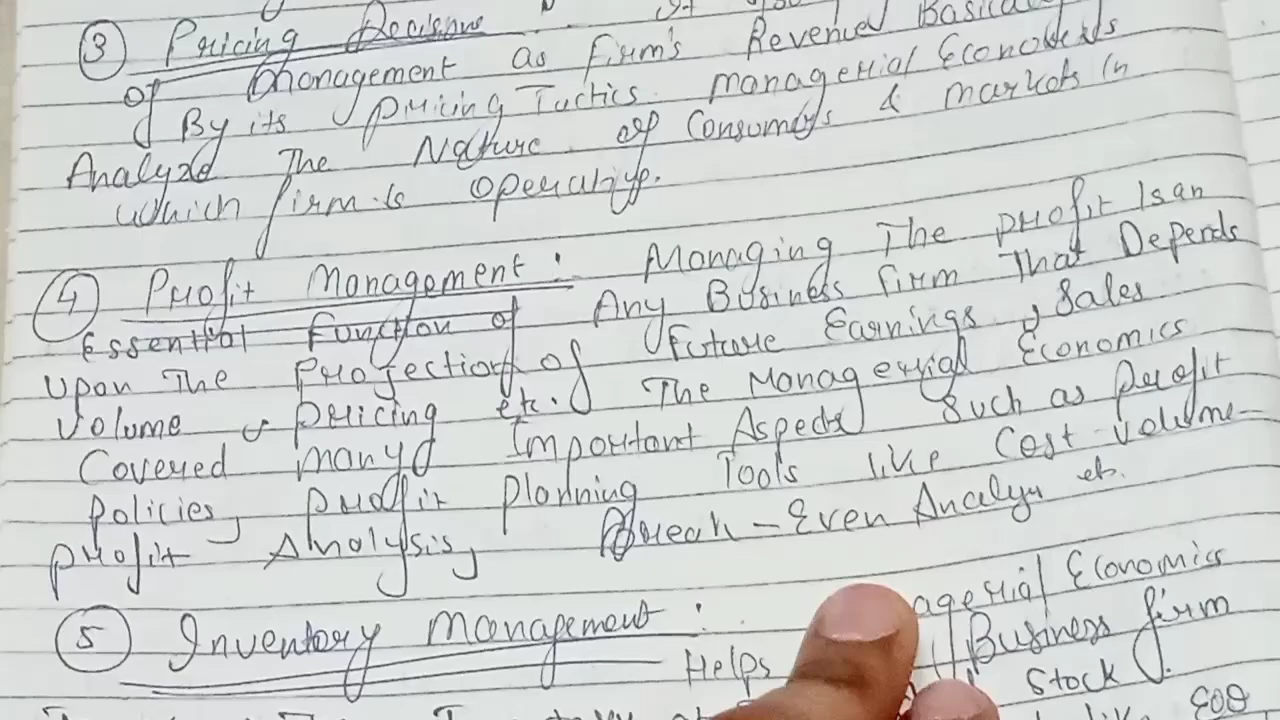 ③ Pricing Decisions
of Management as firm's Revenue Basically
By its pricing Tactics. Managerial Economists
Analyze The Nature of Consumers & Markets in
which firm is operating.
④ Profit Management: Managing The profit Is an
Essential function of Any Business firm That Depends
Upon The Projection of future Earnings, Sales
Volume, pricing etc. The Managerial Economics
Covered many Important Aspects Such as profit
Policies, profit planning Tools like Cost-Volume-
profit Analysis, Break-Even Analys etc.
⑤ Inventory Management: agerial Economics
Helps Business firm
Stock
EOQ